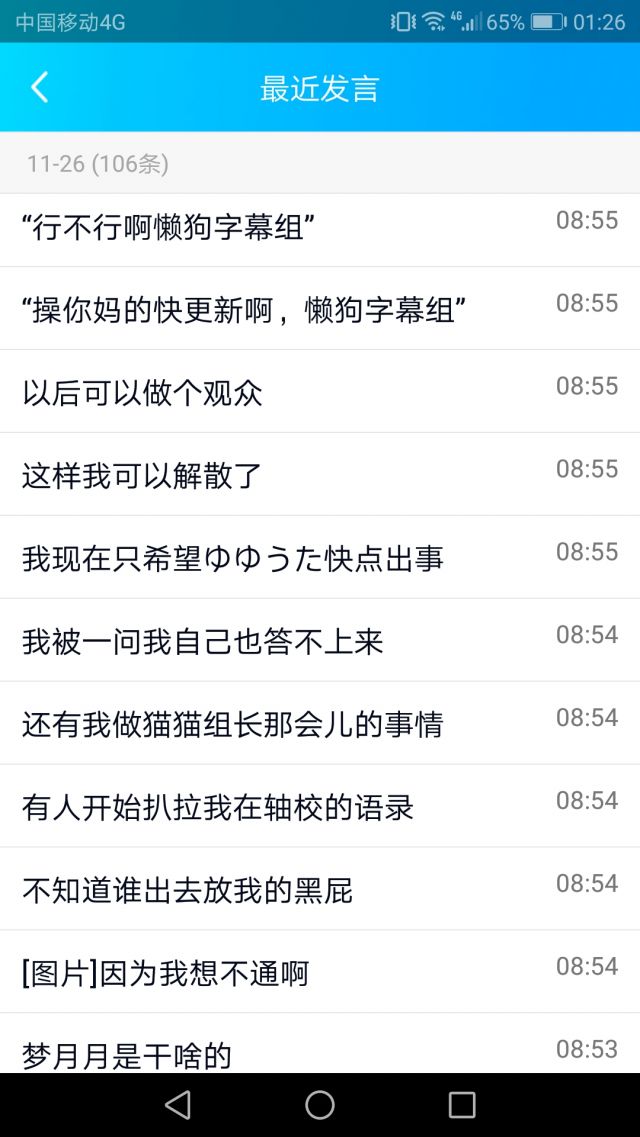 中国移动4G 4G 65% 01:26
最近发言
11-26 (106条)
“行不行啊懒狗字幕组” 08:55
“操你妈的快更新啊，懒狗字幕组” 08:55
以后可以做个观众 08:55
这样我可以解散了 08:55
我现在只希望ゆゆうた快点出事 08:55
我被一问我自己也答不上来 08:54
还有我做猫猫组长那会儿的事情 08:54
有人开始扒拉我在轴校的语录 08:54
不知道谁出去放我的黑屁 08:54
[图片]因为我想不通啊 08:54
梦月月是干啥的 08:53